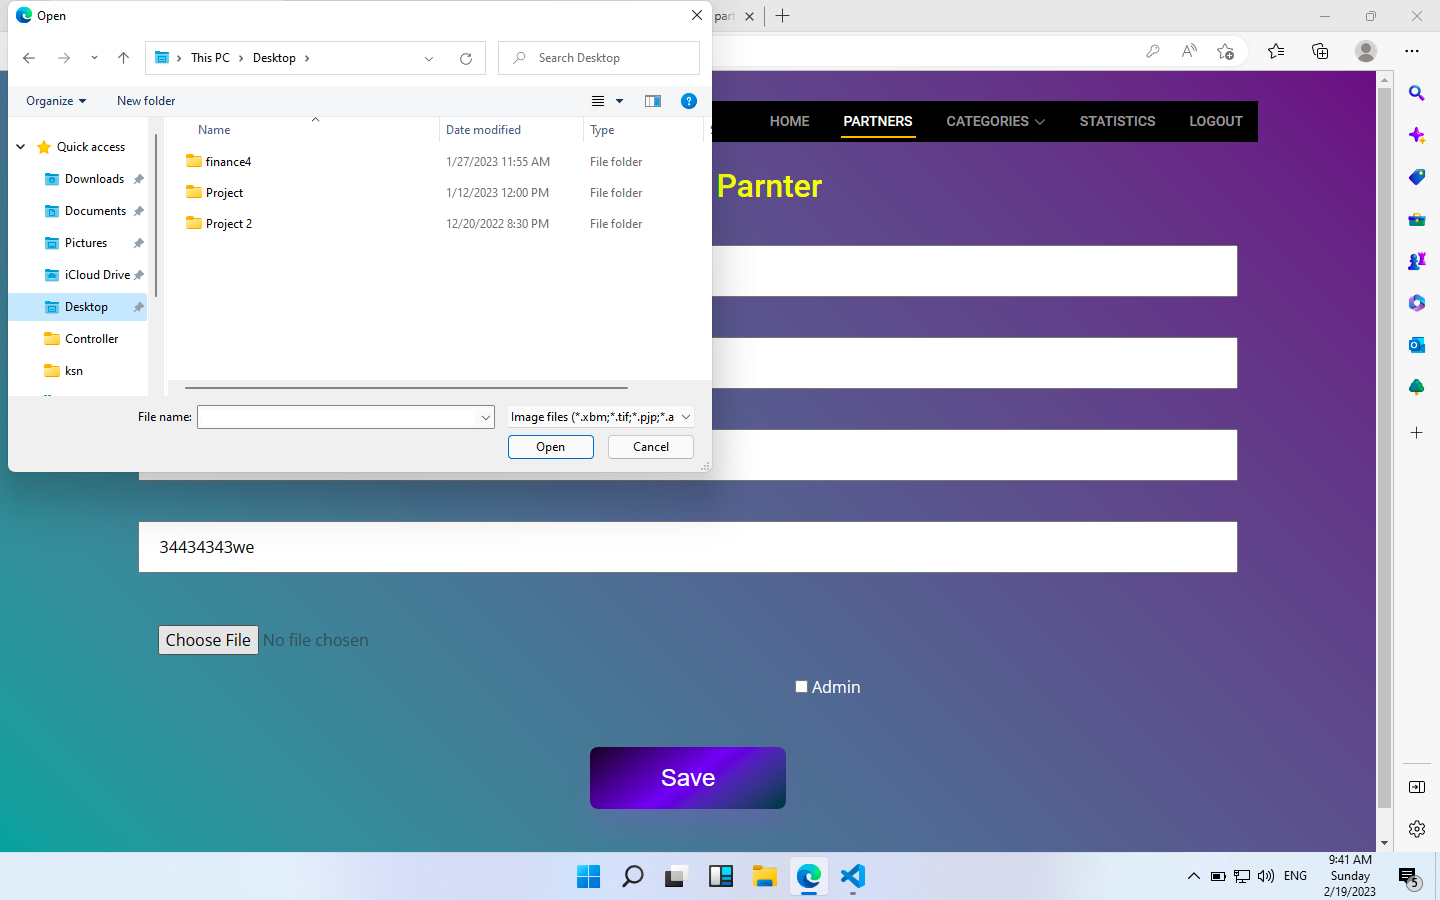 Open
part
This PC
Desktop
Search Desktop
Organize
New folder
Name
Date modified
Type
Quick access
Downloads
Documents
Pictures
iCloud Drive
Desktop
Controller
ksn
finance4 1/27/2023 11:55 AM File folder
Project 1/12/2023 12:00 PM File folder
Project 2 12/20/2022 8:30 PM File folder
File name:
Image files (*.xbm;*.tif;*.pjp;*.a
Open
Cancel
HOME
PARTNERS
CATEGORIES
STATISTICS
LOGOUT
Parnter
34434343we
Choose File No file chosen
Admin
Save
ENG
9:41 AM
Sunday
2/19/2023
5